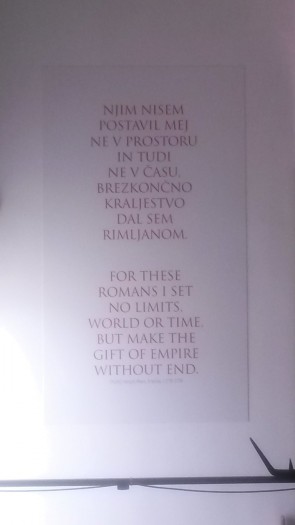 NJIM NISEM
POSTAVIL MEJ
NE V PROSTORU
IN TUDI
NE V ČASU,
BREZKONČNO
KRALJESTVO
DAL SEM
RIMLJANOM.
FOR THESE
ROMANS I SET
NO LIMITS,
WORLD OR TIME,
BUT MAKE THE
GIFT OF EMPIRE
WITHOUT END.